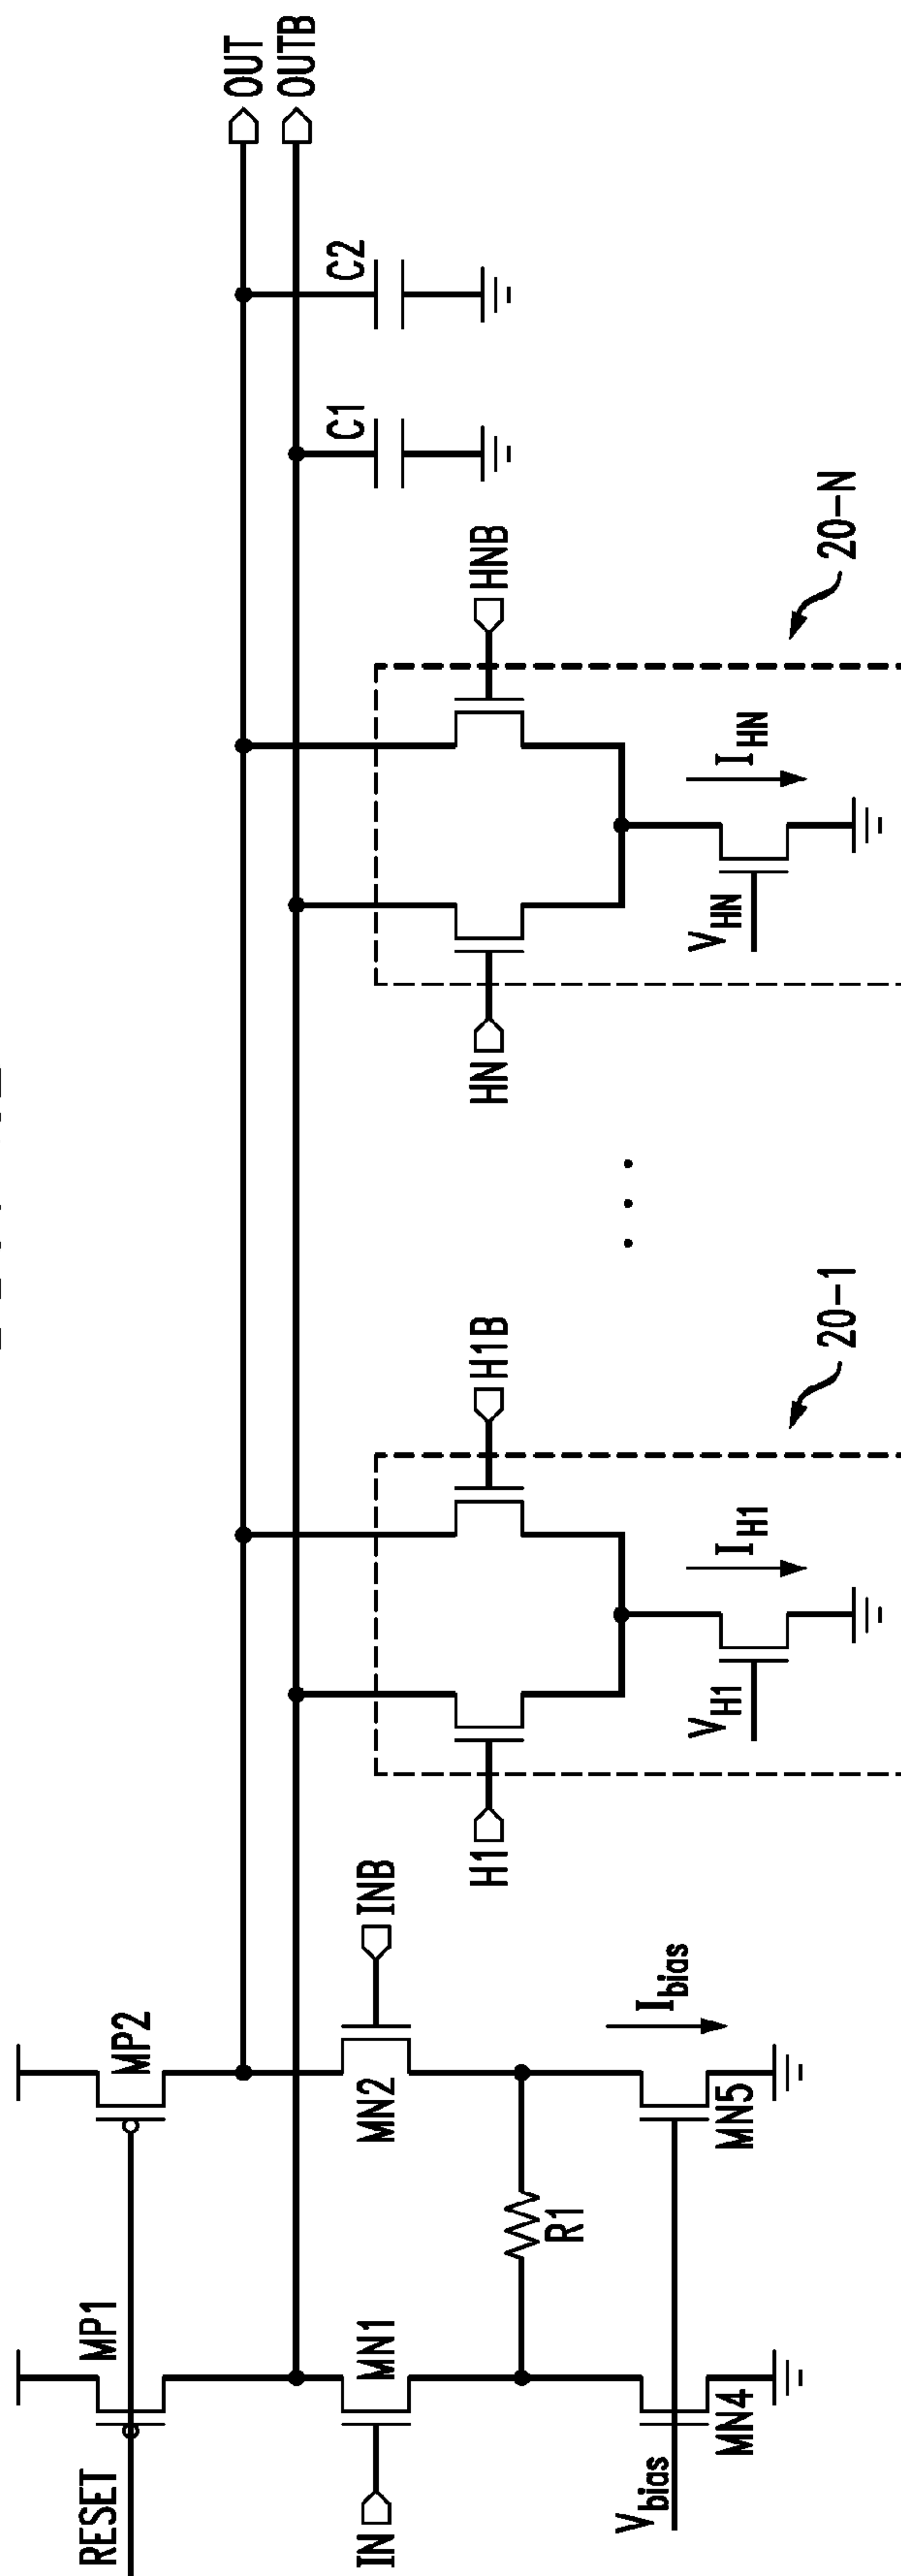 RESET
MP1
MP2
OUT
OUTB
IN
MN1
MN2
INB
R1
Vbias
MN4
MN5
Ibias
H1
H1B
VH1
IH1
20-1
. . .
HN
HNB
VHN
IHN
20-N
C1
C2